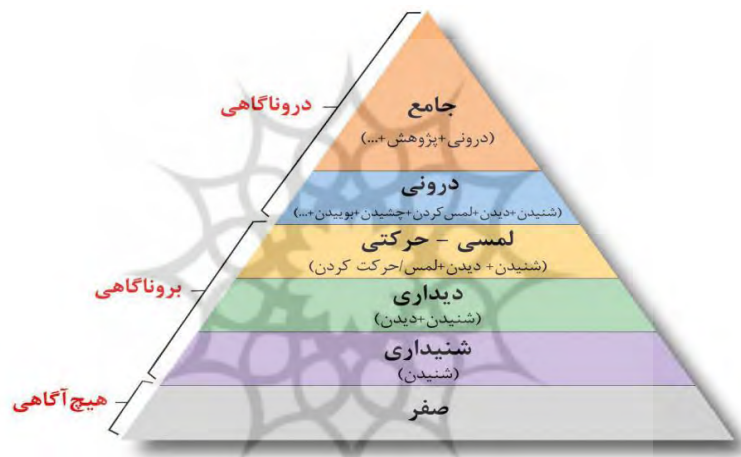 جامع
(درونی+پژوهش+...)
دروناگاهی
درونی
(شنیدن+دیدن+لمس‌کردن+چشیدن+بوییدن+...)
لمسی - حرکتی
(شنیدن+ دیدن+لمس/حرکت کردن)
بروناگاهی
دیداری
(شنیدن+دیدن)
شنیداری
(شنیدن)
هیچ‌آگاهی
صفر